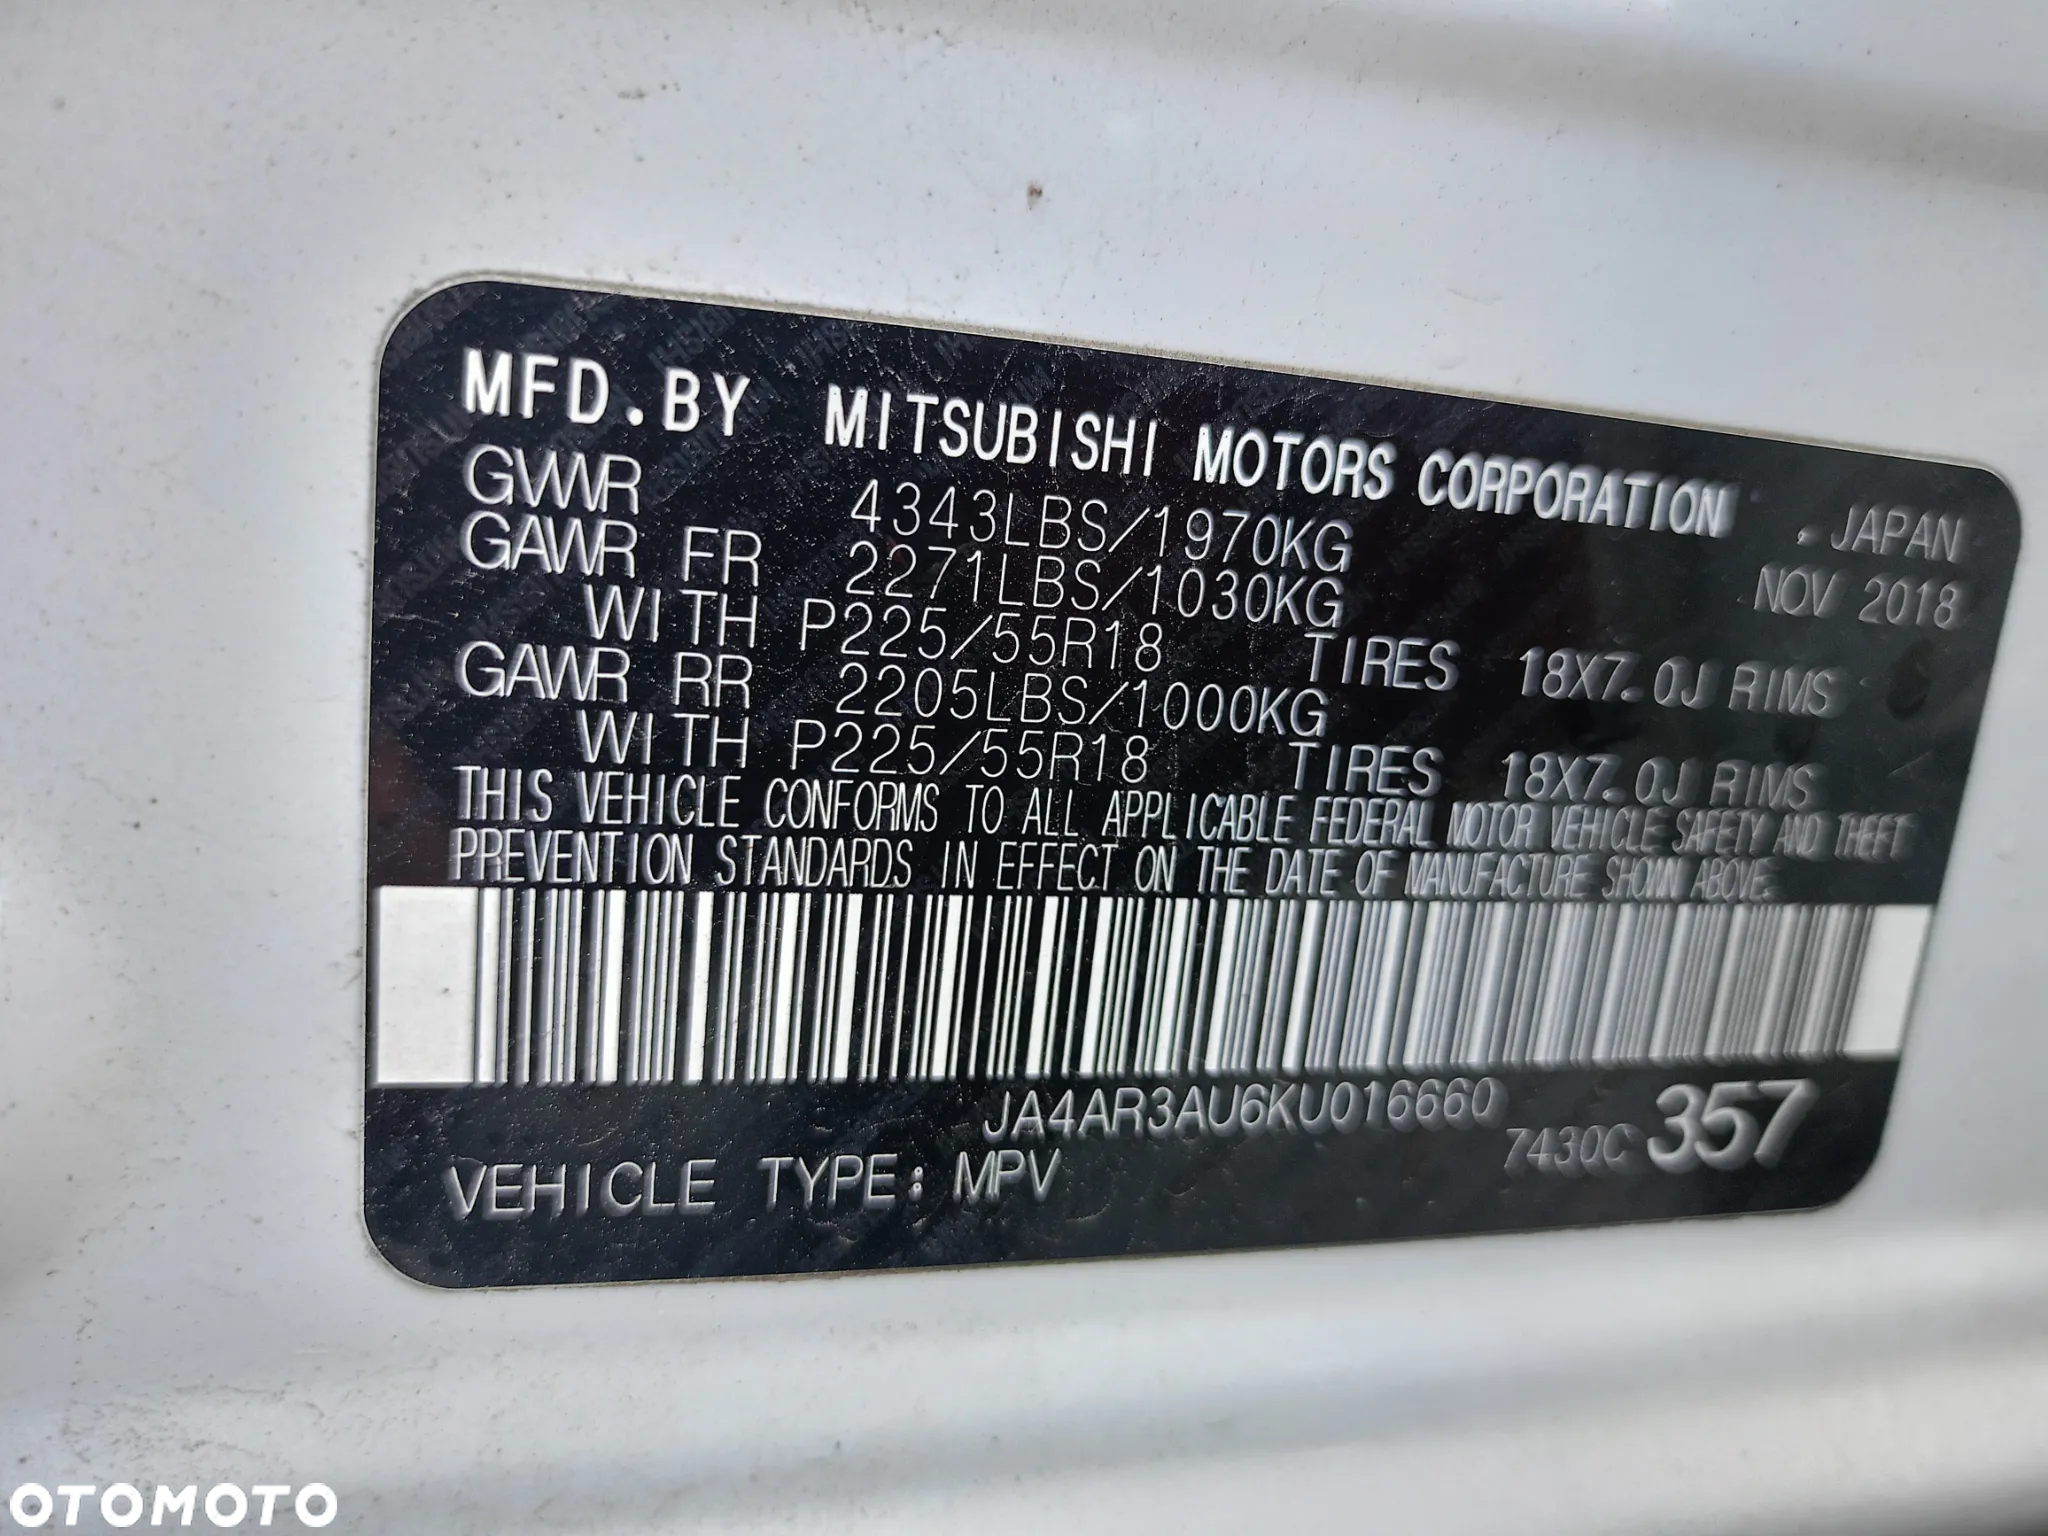 MFD.BY MITSUBISHI MOTORS CORPORATION , JAPAN
GVWR 4343LBS/1970KG NOV 2018
GAWR FR 2271LBS/1030KG
WITH P225/55R18 TIRES 18X7.0J RIMS
GAWR RR 2205LBS/1000KG
WITH P225/55R18 TIRES 18X7.0J RIMS
THIS VEHICLE CONFORMS TO ALL APPLICABLE FEDERAL MOTOR VEHICLE SAFETY AND THEFT
PREVENTION STANDARDS IN EFFECT ON THE DATE OF MANUFACTURE SHOWN ABOVE.
JA4AR3AU6KU016660
VEHICLE TYPE: MPV 7430C 357
OTOMOTO